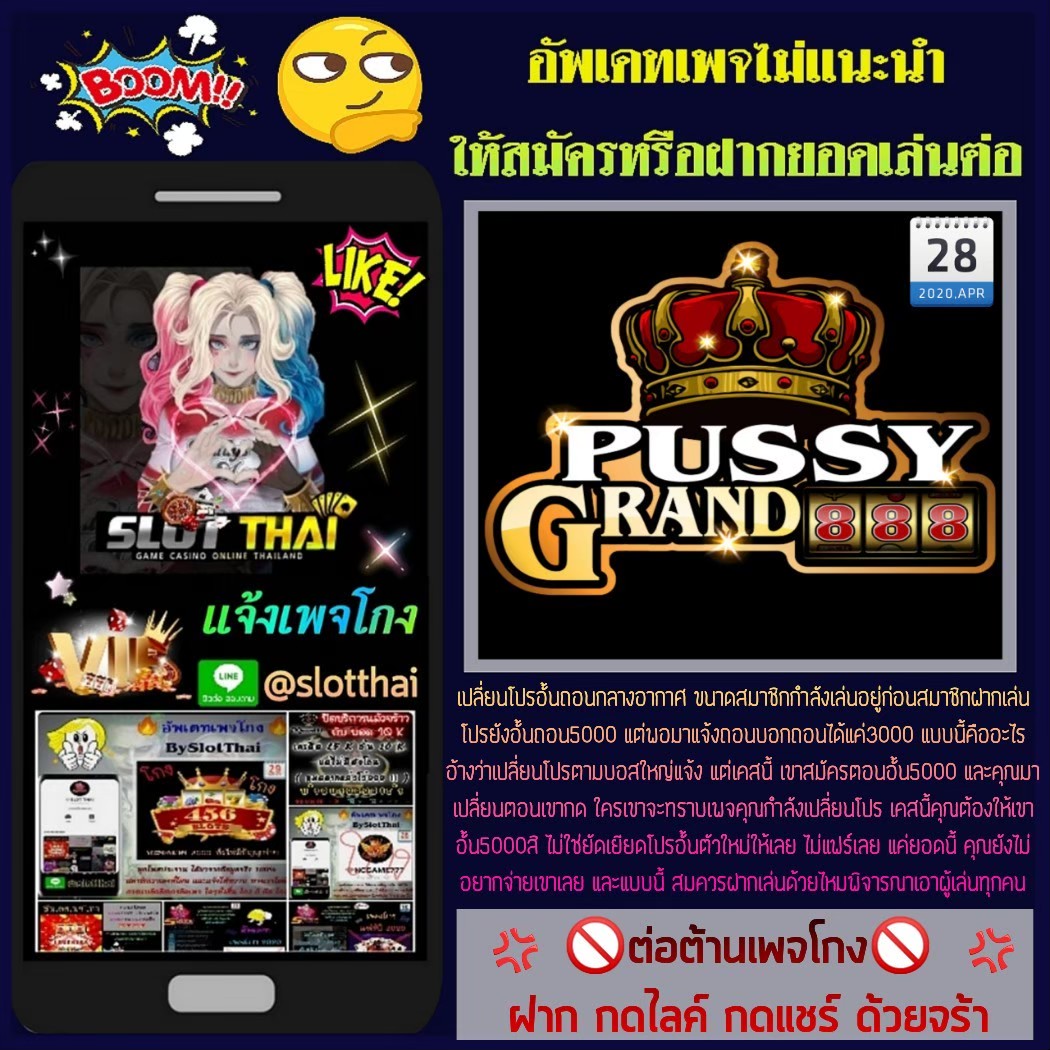 BOOM!!
อัพเดทเพจไม่แนะนำ
ให้สมัครหรือฝากยอดเล่นต่อ
LIKE!
28
2020.APR
PUSSY
GRAND 888
SLOT THAI
GAME CASINO ONLINE THAILAND
แจ้งเพจโกง
VIP
LINE
@slotthai
อัพเดทเพจโกง
BySlotThai
โกง
456
SLOTS
29
BySlotThai
เปลี่ยนโปรอั้นถอนกลางอากาศ ขนาดสมาชิกกำลังเล่นอยู่ก่อนสมาชิกฝากเล่น
โปรยังอั้นถอน5000 แต่พอมาแจ้งถอนบอกถอนได้แค่3000 แบบนี้คืออะไร
อ้างว่าเปลี่ยนโปรตามบอสใหญ่แจ้ง แต่เคสนี้ เขาสมัครตอนอั้น5000 และคุณมา
เปลี่ยนตอนเขากด ใครเขาจะทราบเพจคุณกำลังเปลี่ยนโปร เคสนี้คุณต้องให้เขา
อั้น5000สิ ไม่ใช่ยัดเยียดโปรอั้นตัวใหม่ให้เลย ไม่แฟร์เลย แค่ยอดนี้ คุณยังไม่
อยากจ่ายเขาเลย และแบบนี้ สมควรฝากเล่นด้วยไหมพิจารณาเอาผู้เล่นทุกคน
ต่อต้านเพจโกง
ฝาก กดไลค์ กดแชร์ ด้วยจร้า